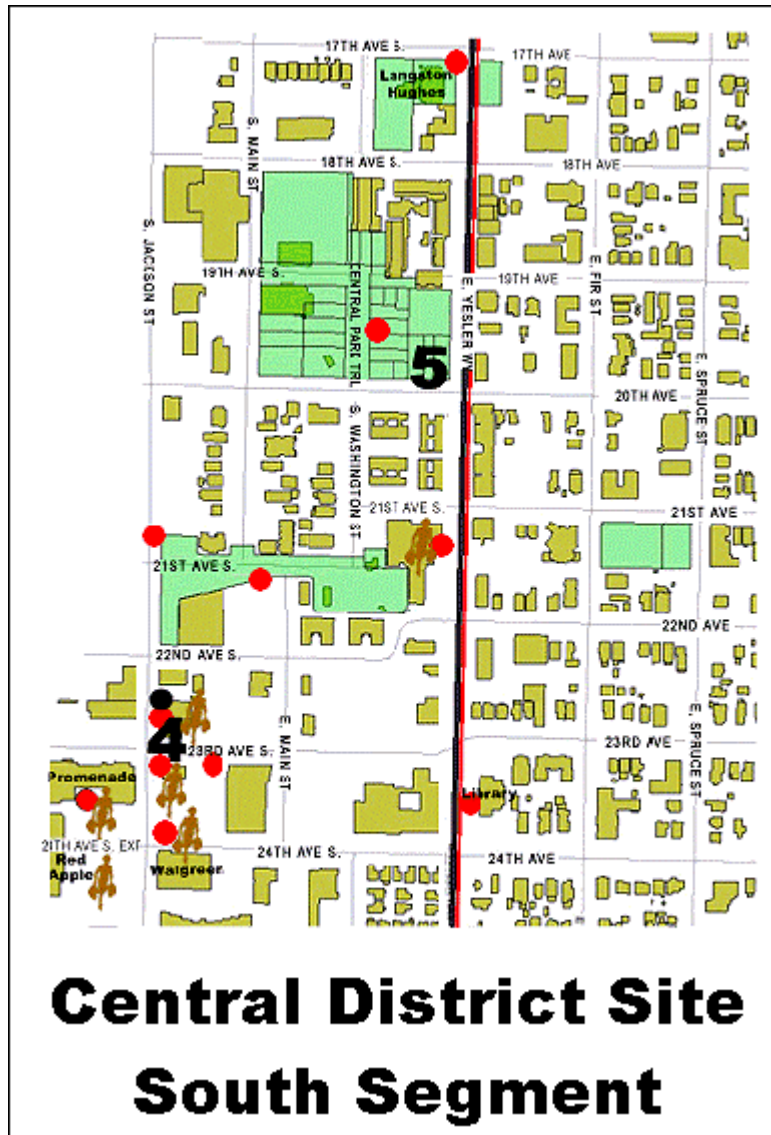 17TH AVE S.
17TH AVE
Langston
Hughes
S. MAIN ST
18TH AVE S.
18TH AVE
S. JACKSON ST
19TH AVE S.
CENTRAL PARK TRL
E. YESLER WY
19TH AVE
E. FIR ST
5
20TH AVE
E. SPRUCE ST
S. WASHINGTON ST
21ST AVE S.
21ST AVE
21ST AVE S.
22ND AVE
22ND AVE S.
4
E. MAIN ST
E. SPRUCE ST
23RD AVE S.
23RD AVE
Promenade
Library
Red
Apple
Walgreen
24TH AVE S.
24TH AVE
Central District Site
South Segment